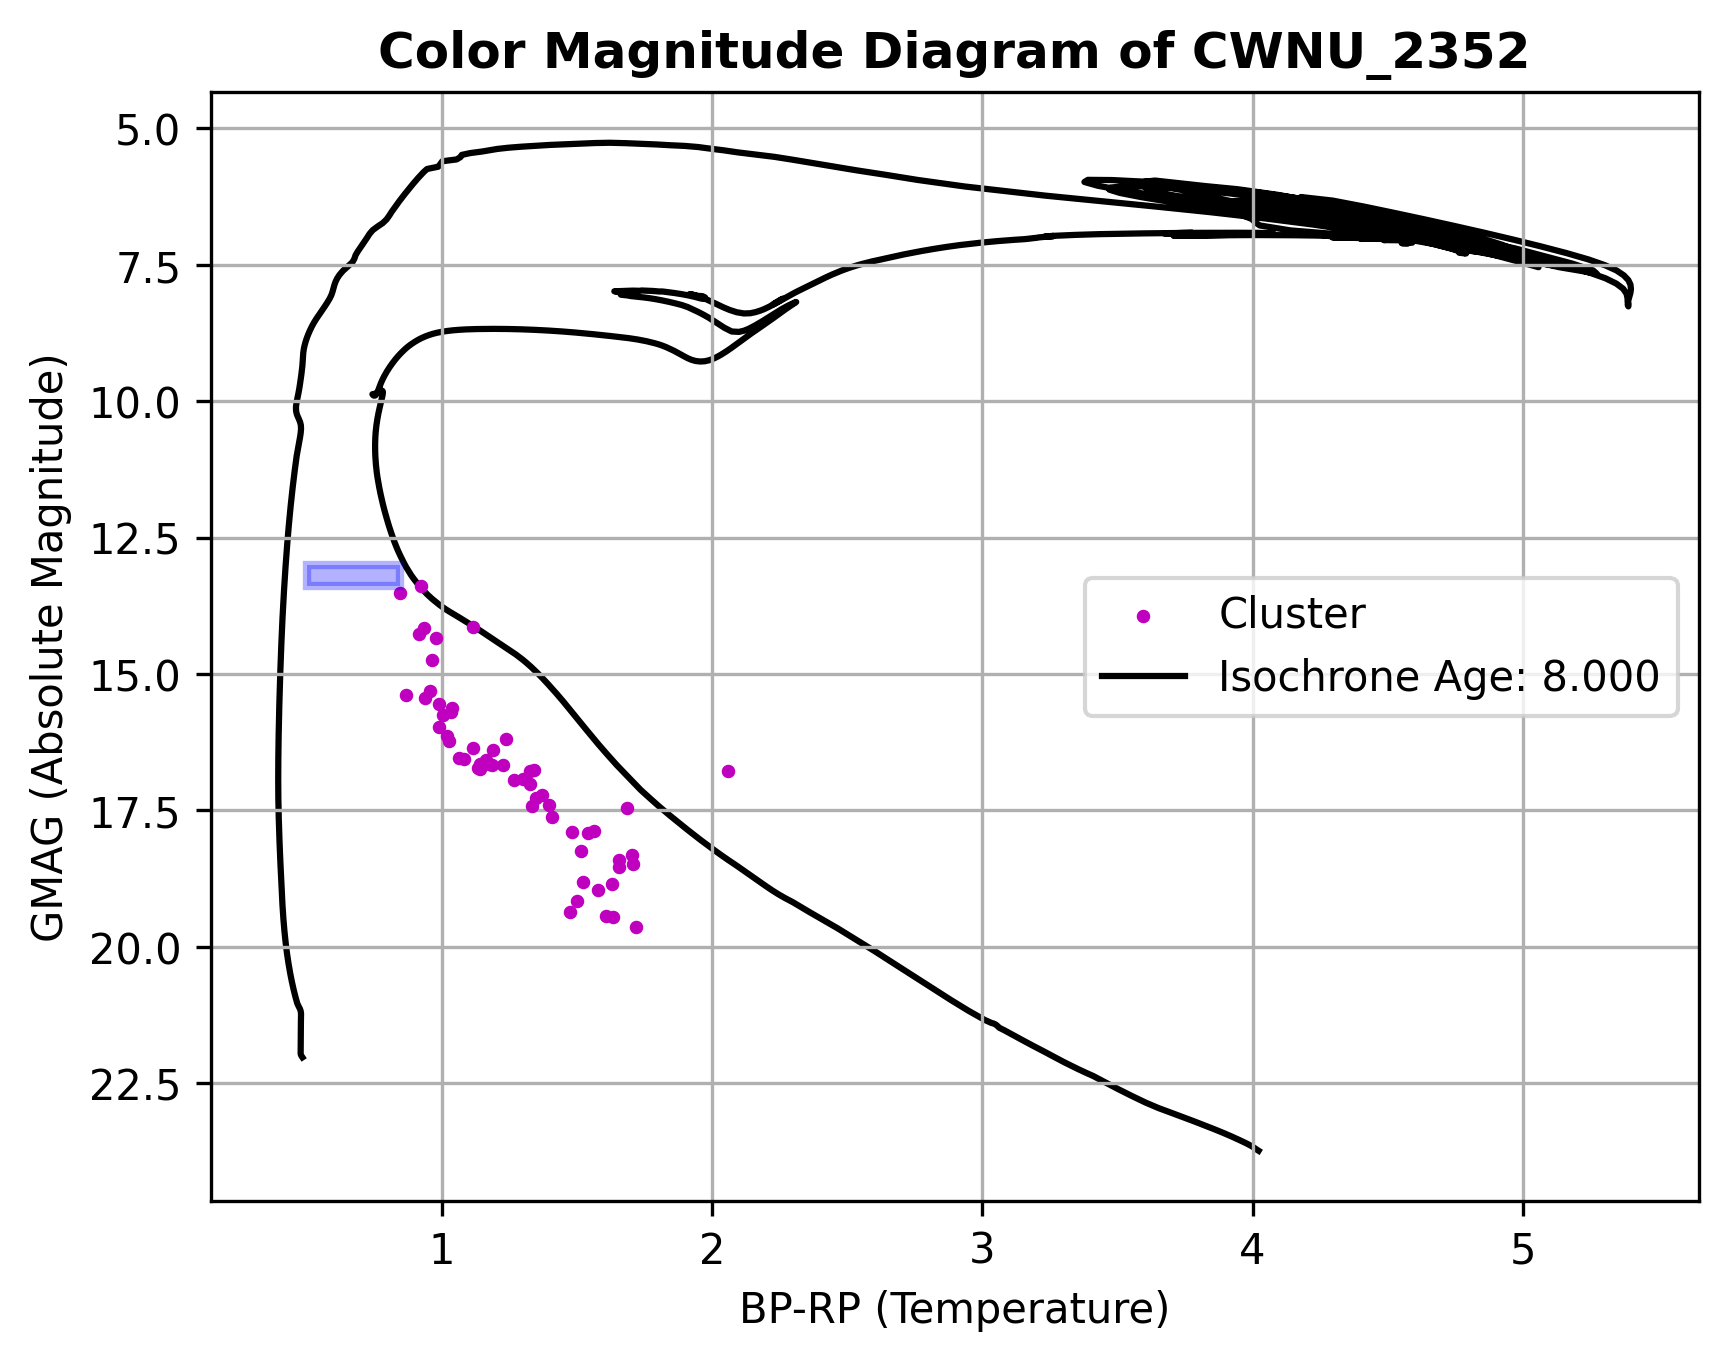 Color Magnitude Diagram of CWNU_2352
GMAG (Absolute Magnitude)
5.0
7.5
10.0
12.5
15.0
17.5
20.0
22.5
Cluster
Isochrone Age: 8.000
1 2 3 4 5
BP-RP (Temperature)